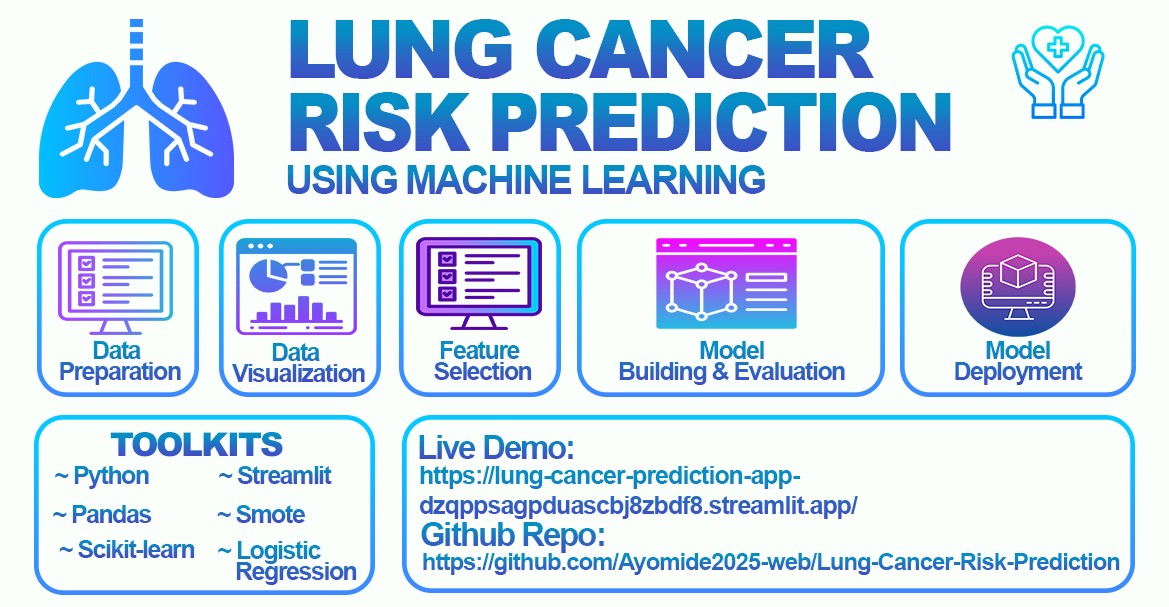 LUNG CANCER
RISK PREDICTION
USING MACHINE LEARNING
Data
Preparation
Data
Visualization
Feature
Selection
Model
Building & Evaluation
Model
Deployment
TOOLKITS
~ Python
~ Streamlit
~ Pandas
~ Smote
~ Scikit-learn
~ Logistic
Regression
Live Demo:
https://lung-cancer-prediction-app-
dzqppsagpduascbj8zbdf8.streamlit.app/
Github Repo:
https://github.com/Ayomide2025-web/Lung-Cancer-Risk-Prediction